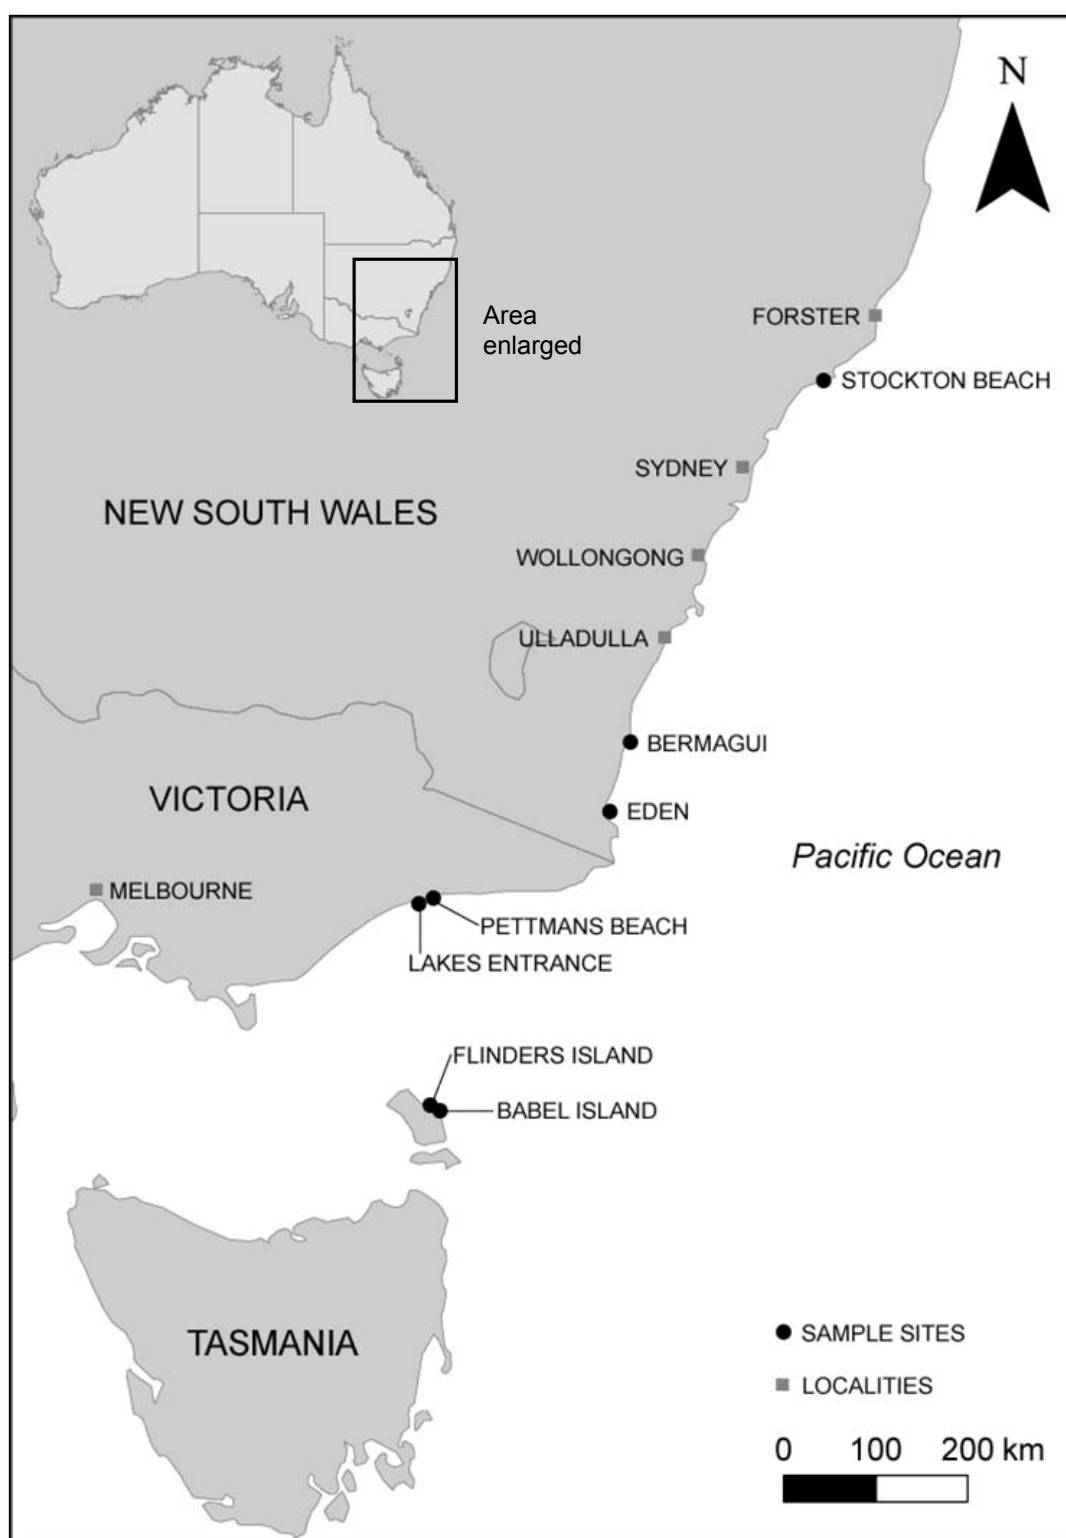 N
Area
enlarged
FORSTER
STOCKTON BEACH
SYDNEY
NEW SOUTH WALES
WOLLONGONG
ULLADULLA
BERMAGUI
VICTORIA
EDEN
Pacific Ocean
MELBOURNE
PETTMANS BEACH
LAKES ENTRANCE
FLINDERS ISLAND
BABEL ISLAND
TASMANIA
SAMPLE SITES
LOCALITIES
0 100 200 km